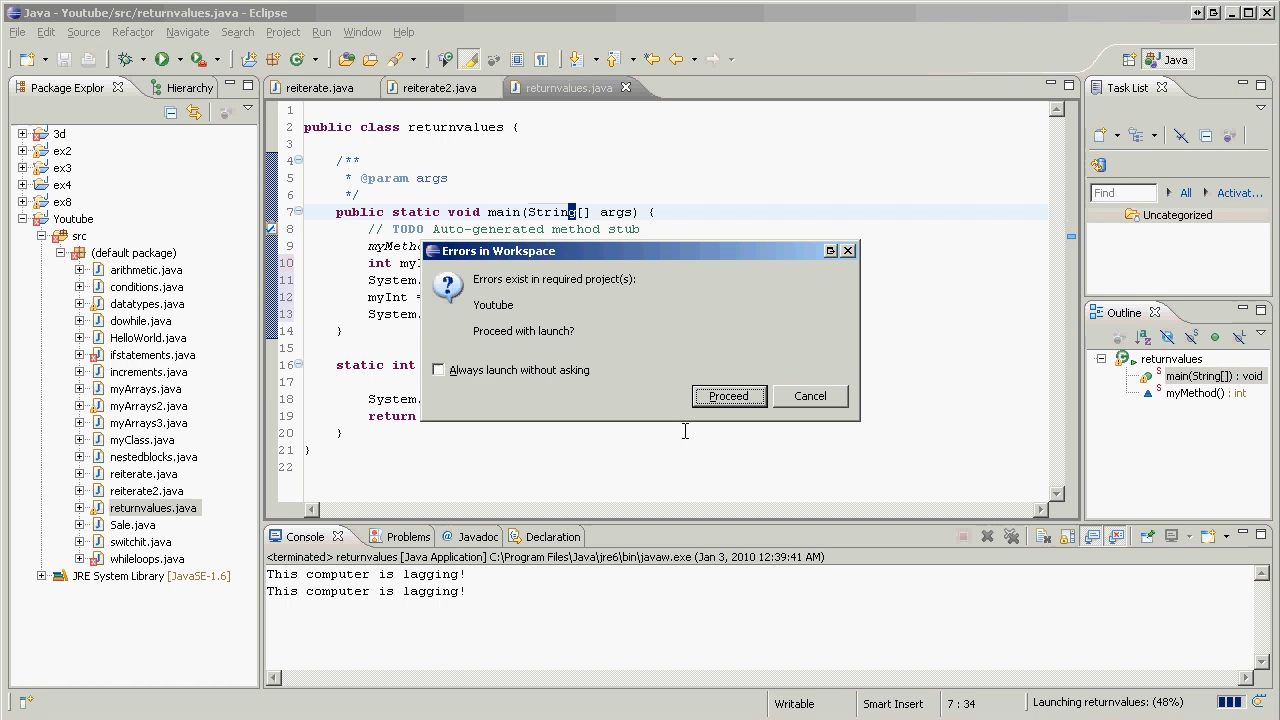 Java - Youtube/src/returnvalues.java - Eclipse
File Edit Source Refactor Navigate Search Project Run Window Help
Java
Package Explor
Hierarchy
3d
ex2
ex3
ex4
ex8
Youtube
src
(default package)
arithmetic.java
conditions.java
datatypes.java
dowhile.java
HelloWorld.java
ifstatements.java
increments.java
myArrays.java
myArrays2.java
myArrays3.java
myClass.java
nestedblocks.java
reiterate.java
reiterate2.java
returnvalues.java
Sale.java
switchit.java
whileloops.java
JRE System Library [JavaSE-1.6]
reiterate.java
reiterate2.java
returnvalues.java
1
2 public class returnvalues {
3
4 /**
5 * @param args
6 */
7 public static void main(String[] args) {
8 // TODO Auto-generated method stub
9 myMetho
10 int myI
11 System.
12 myInt =
13 System.
14 }
15
16 static int
17
18 System.
19 return
20 }
21 }
22
Errors in Workspace
Errors exist in required project(s):
Youtube
Proceed with launch?
Always launch without asking
Proceed
Cancel
Task List
Find
All
Activat...
Uncategorized
Outline
returnvalues
main(String[]) : void
myMethod() : int
Console
Problems
Javadoc
Declaration
<terminated> returnvalues [Java Application] C:\Program Files\Java\jre6\bin\javaw.exe (Jan 3, 2010 12:39:41 AM)
This computer is lagging!
This computer is lagging!
Writable
Smart Insert
7 : 34
Launching returnvalues: (48%)